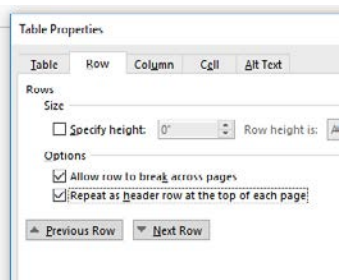 Table Properties
Table Row Column Cell Alt Text
Rows
Size
Specify height: 0" Row height is:
Options
Allow row to break across pages
Repeat as header row at the top of each page
Previous Row Next Row